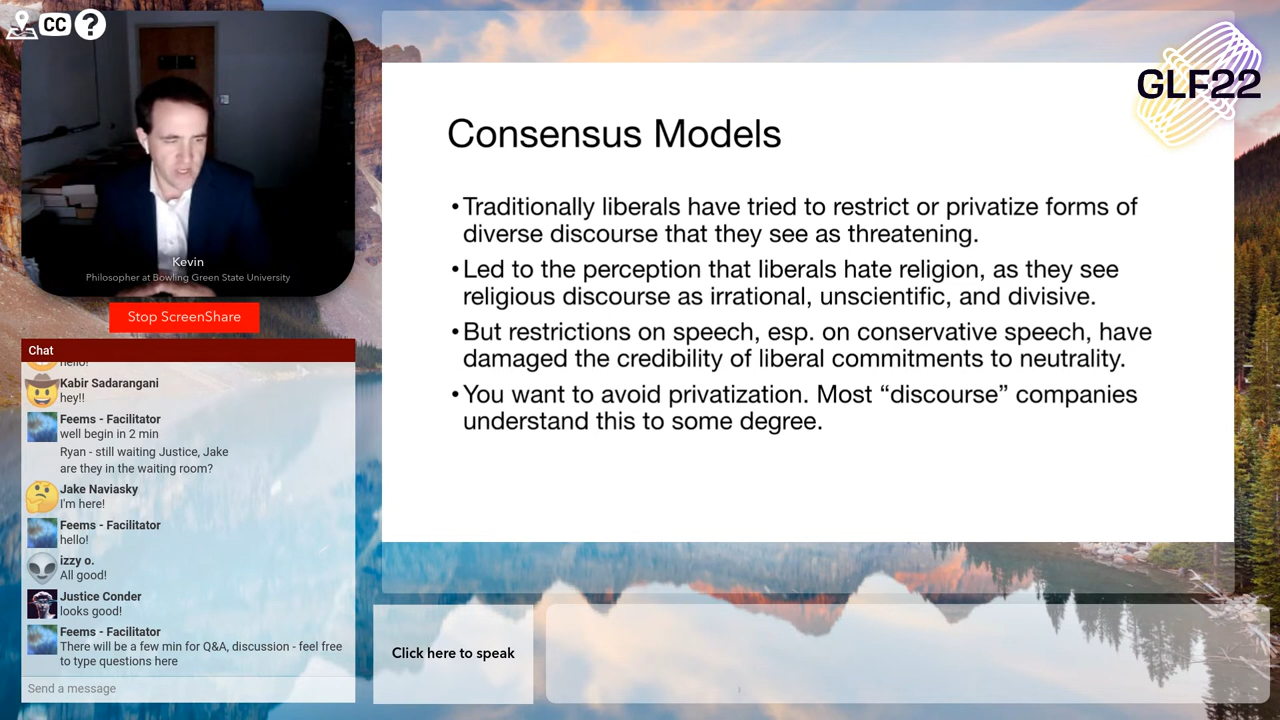 CC
?
Kevin
Philosopher at Bowling Green State University
Stop ScreenShare
Chat
hello!
Kabir Sadarangani
hey!!
Feems - Facilitator
well begin in 2 min
Ryan - still waiting Justice, Jake
are they in the waiting room?
Jake Naviasky
I'm here!
Feems - Facilitator
hello!
izzy o.
All good!
Justice Conder
looks good!
Feems - Facilitator
There will be a few min for Q&A, discussion - feel free
to type questions here
Send a message
GLF22
Consensus Models
•Traditionally liberals have tried to restrict or privatize forms of
diverse discourse that they see as threatening.
•Led to the perception that liberals hate religion, as they see
religious discourse as irrational, unscientific, and divisive.
•But restrictions on speech, esp. on conservative speech, have
damaged the credibility of liberal commitments to neutrality.
•You want to avoid privatization. Most “discourse” companies
understand this to some degree.
Click here to speak